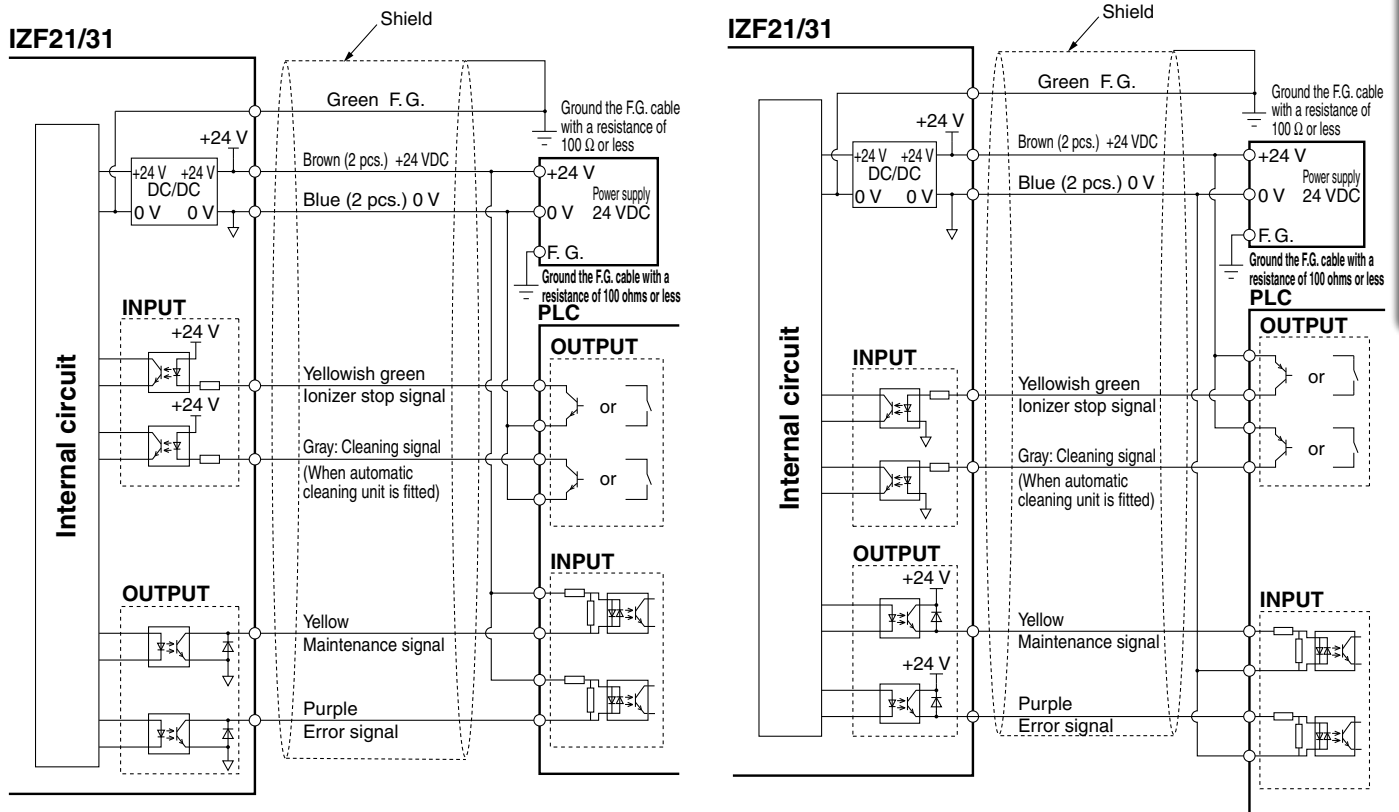 IZF21/31
Shield
Green F.G.
Ground the F.G. cable
with a resistance of
100 Ω or less
+24 V
Brown (2 pcs.) +24 VDC
+24 V +24 V
DC/DC
0 V 0 V
Blue (2 pcs.) 0 V
+24 V
Power supply
0 V 24 VDC
F. G.
Ground the F.G. cable with a
resistance of 100 ohms or less
PLC
Internal circuit
INPUT
+24 V
+24 V
Yellowish green
Ionizer stop signal
Gray: Cleaning signal
(When automatic
cleaning unit is fitted)
OUTPUT
or
or
OUTPUT
Yellow
Maintenance signal
Purple
Error signal
INPUT
IZF21/31
Shield
Green F.G.
Ground the F.G. cable
with a resistance of
100 Ω or less
+24 V
Brown (2 pcs.) +24 VDC
+24 V +24 V
DC/DC
0 V 0 V
Blue (2 pcs.) 0 V
+24 V
Power supply
0 V 24 VDC
F.G.
Ground the F.G. cable with a
resistance of 100 ohms or less
PLC
Internal circuit
INPUT
Yellowish green
Ionizer stop signal
Gray: Cleaning signal
(When automatic
cleaning unit is fitted)
OUTPUT
or
or
OUTPUT
+24 V
+24 V
Yellow
Maintenance signal
Purple
Error signal
INPUT